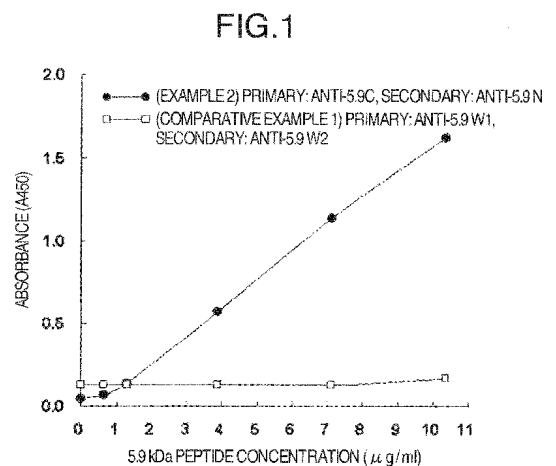 FIG.1
2.0
(EXAMPLE 2) PRIMARY: ANTI-5.9C, SECONDARY: ANTI-5.9 N
(COMPARATIVE EXAMPLE 1) PRIMARY: ANTI-5.9 W1,
SECONDARY: ANTI-5.9 W2
1.5
1.0
0.5
0.0
ABSORBANCE (A450)
0 1 2 3 4 5 6 7 8 9 10 11
5.9 kDa PEPTIDE CONCENTRATION ( μ g/ml)